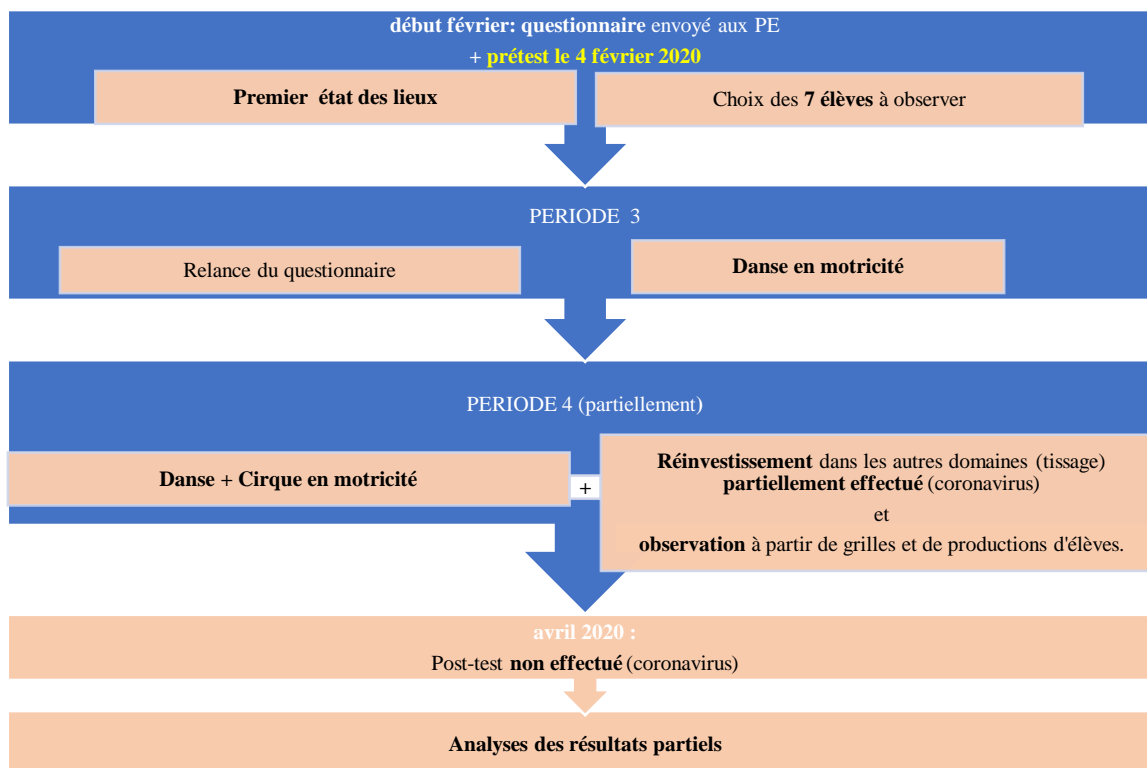 début février: questionnaire envoyé aux PE
+ prétest le 4 février 2020
Premier état des lieux
Choix des 7 élèves à observer
PERIODE 3
Relance du questionnaire
Danse en motricité
PERIODE 4 (partiellement)
Danse + Cirque en motricité
+
Réinvestissement dans les autres domaines (tissage)
partiellement effectué (coronavirus)
et
observation à partir de grilles et de productions d'élèves.
avril 2020 :
Post-test non effectué (coronavirus)
Analyses des résultats partiels